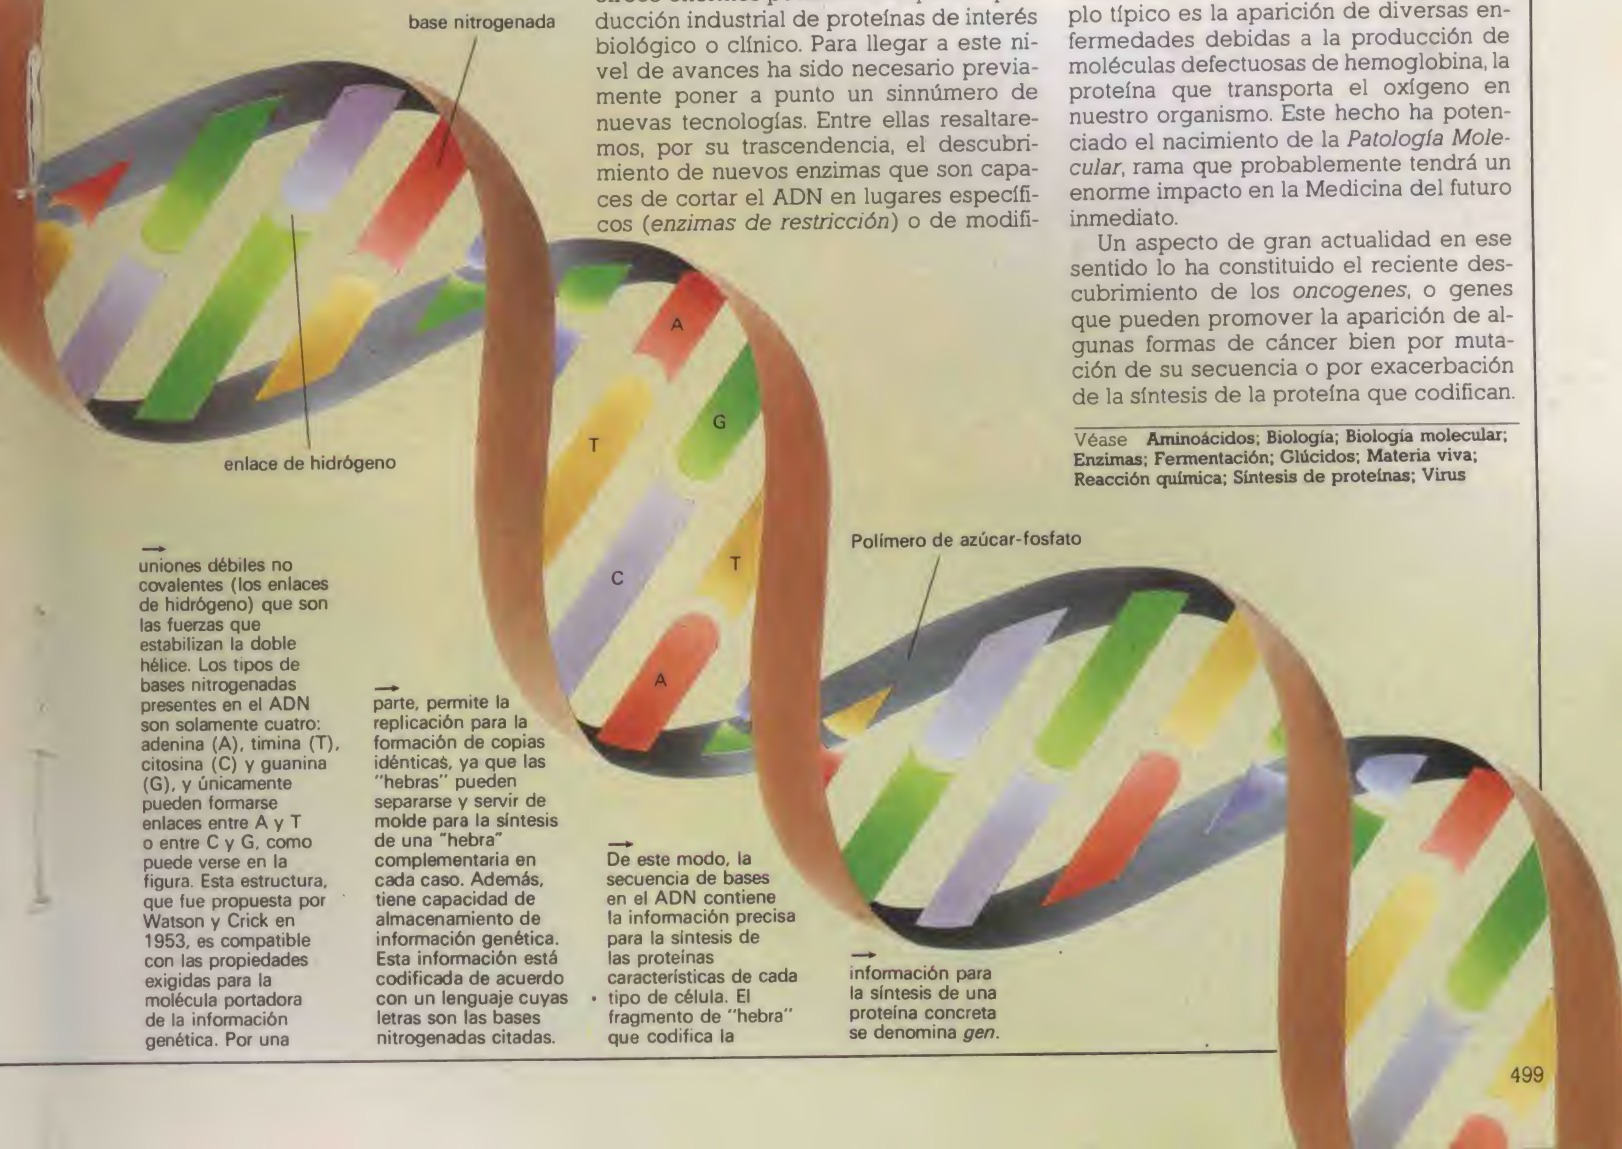 base nitrogenada
ducción industrial de proteínas de interés
biológico o clínico. Para llegar a este ni-
vel de avances ha sido necesario previa-
mente poner a punto un sinnúmero de
nuevas tecnologías. Entre ellas resaltare-
mos, por su trascendencia, el descubri-
miento de nuevos enzimas que son capa-
ces de cortar el ADN en lugares específi-
cos (enzimas de restricción) o de modifi-
plo típico es la aparición de diversas en-
fermedades debidas a la producción de
moléculas defectuosas de hemoglobina, la
proteína que transporta el oxígeno en
nuestro organismo. Este hecho ha poten-
ciado el nacimiento de la Patología Mole-
cular, rama que probablemente tendrá un
enorme impacto en la Medicina del futuro
inmediato.
Un aspecto de gran actualidad en ese
sentido lo ha constituido el reciente des-
cubrimiento de los oncogenes, o genes
que pueden promover la aparición de al-
gunas formas de cáncer bien por muta-
ción de su secuencia o por exacerbación
de la síntesis de la proteína que codifican.
Véase Aminoácidos; Biología; Biología molecular;
Enzimas; Fermentación; Glúcidos; Materia viva;
Reacción química; Síntesis de proteínas; Virus
A
G
T
C
T
A
enlace de hidrógeno
Polímero de azúcar-fosfato
uniones débiles no
covalentes (los enlaces
de hidrógeno) que son
las fuerzas que
estabilizan la doble
hélice. Los tipos de
bases nitrogenadas
presentes en el ADN
son solamente cuatro:
adenina (A), timina (T),
citosina (C) y guanina
(G), y únicamente
pueden formarse
enlaces entre A y T
o entre C y G, como
puede verse en la
figura. Esta estructura,
que fue propuesta por
Watson y Crick en
1953, es compatible
con las propiedades
exigidas para la
molécula portadora
de la información
genética. Por una
parte, permite la
replicación para la
formación de copias
idénticas, ya que las
"hebras" pueden
separarse y servir de
molde para la síntesis
de una "hebra"
complementaria en
cada caso. Además,
tiene capacidad de
almacenamiento de
información genética.
Esta información está
codificada de acuerdo
con un lenguaje cuyas
letras son las bases
nitrogenadas citadas.
De este modo, la
secuencia de bases
en el ADN contiene
la información precisa
para la síntesis de
las proteínas
características de cada
tipo de célula. El
fragmento de "hebra"
que codifica la
información para
la síntesis de una
proteína concreta
se denomina gen.
499